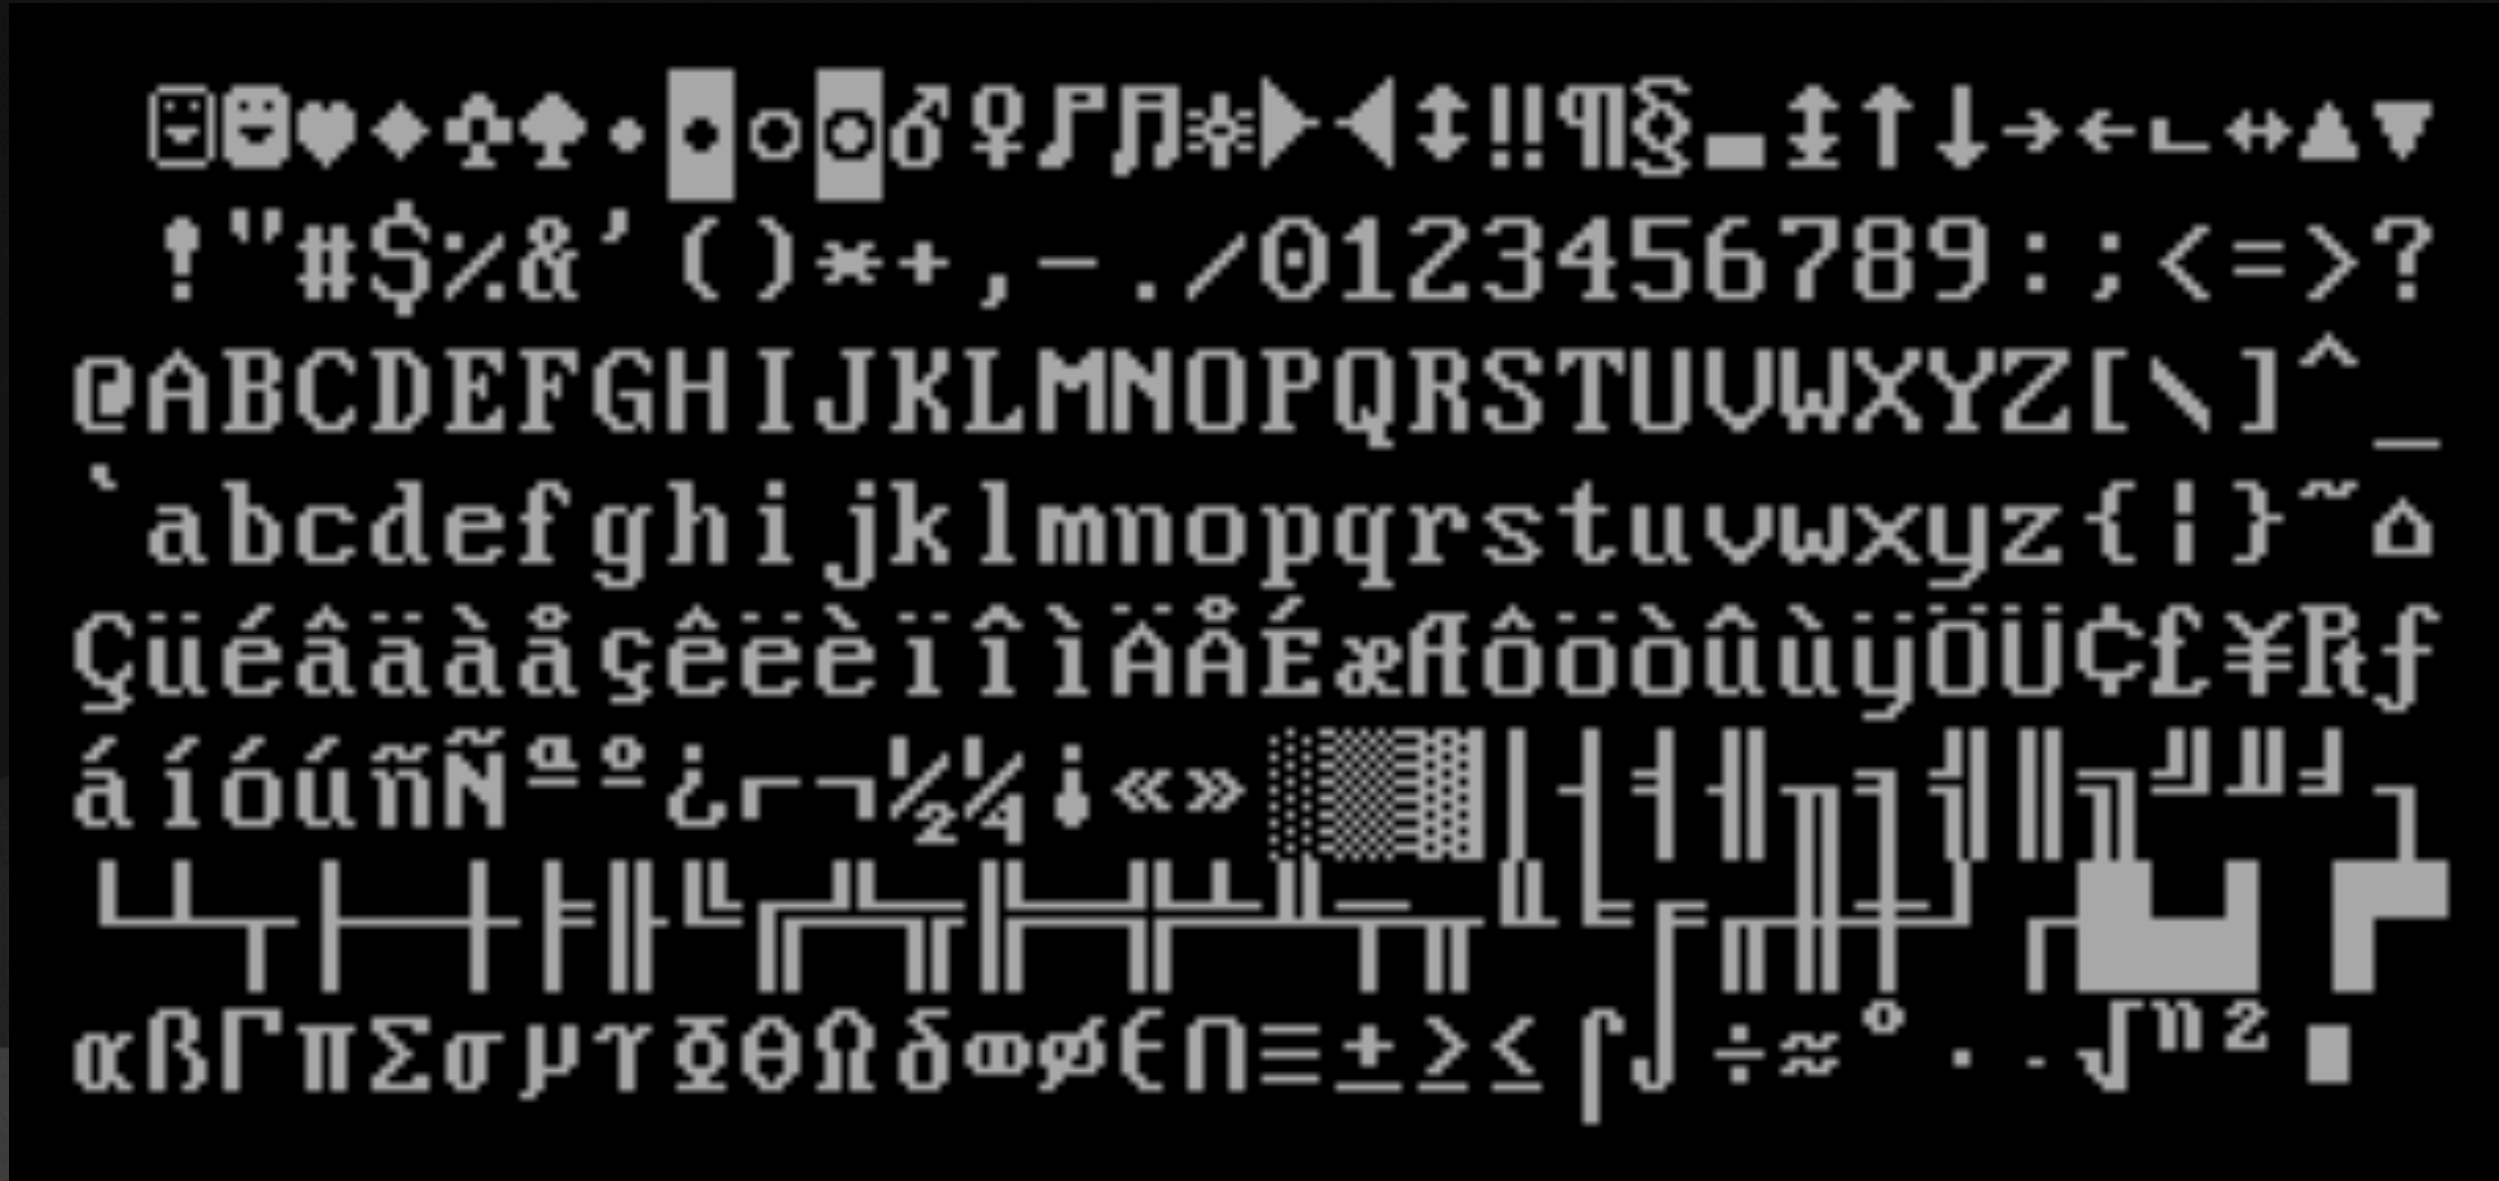 ☺☻♥♦♣♠•◘○◙♂♀♪♫☼►◄↕‼¶§▬↨↑↓→←∟↔▲▼
!"#$%&'()*+,-./0123456789:;<=>?
@ABCDEFGHIJKLMNOPQRSTUVWXYZ[\]^_
`abcdefghijklmnopqrstuvwxyz{¦}~⌂
ÇüéâäàåçêëèïîìÄÅÉæÆôöòûùÿÖÜ¢£¥₧ƒ
áíóúñÑªº¿⌐¬½¼¡«»░▒▓│┤╡╢╖╕╣║╗╝╜╛┐
└┴┬├─┼╞╟╚╔╩╦╠═╬╧╨╤╥╙╘╒╓╫╪┘┌█▄▌▐▀
αßΓπΣσµτΦΘΩδ∞φε∩≡±≥≤⌠⌡÷≈°∙·√ⁿ²■